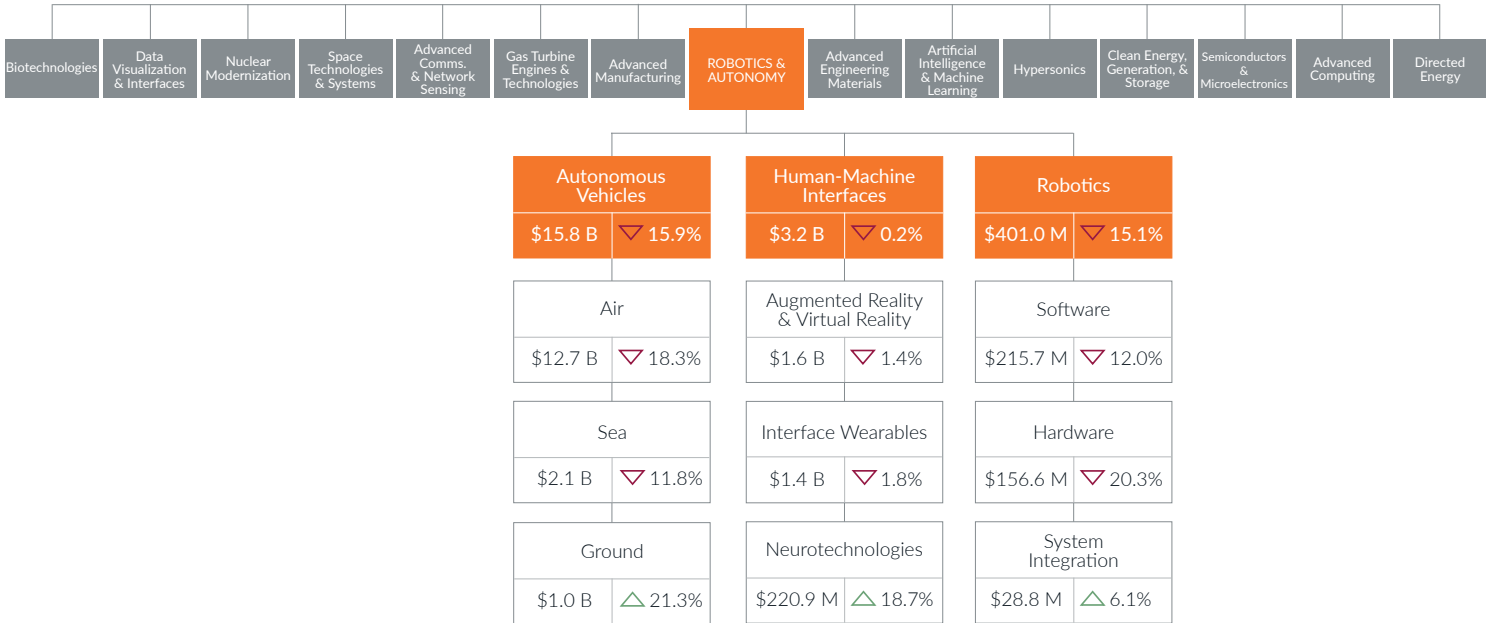 Biotechnologies
Data
Visualization
& Interfaces
Nuclear
Modernization
Space
Technologies
& Systems
Advanced
Comms.
& Network
Sensing
Gas Turbine
Engines &
Technologies
Advanced
Manufacturing
ROBOTICS &
AUTONOMY
Advanced
Engineering
Materials
Artificial
Intelligence
& Machine
Learning
Hypersonics
Clean Energy,
Generation, &
Storage
Semiconductors
&
Microelectronics
Advanced
Computing
Directed
Energy
Autonomous
Vehicles
$15.8 B 15.9%
Air
$12.7 B 18.3%
Sea
$2.1 B 11.8%
Ground
$1.0 B 21.3%
Human-Machine
Interfaces
$3.2 B 0.2%
Augmented Reality
& Virtual Reality
$1.6 B 1.4%
Interface Wearables
$1.4 B 1.8%
Neurotechnologies
$220.9 M 18.7%
Robotics
$401.0 M 15.1%
Software
$215.7 M 12.0%
Hardware
$156.6 M 20.3%
System
Integration
$28.8 M 6.1%